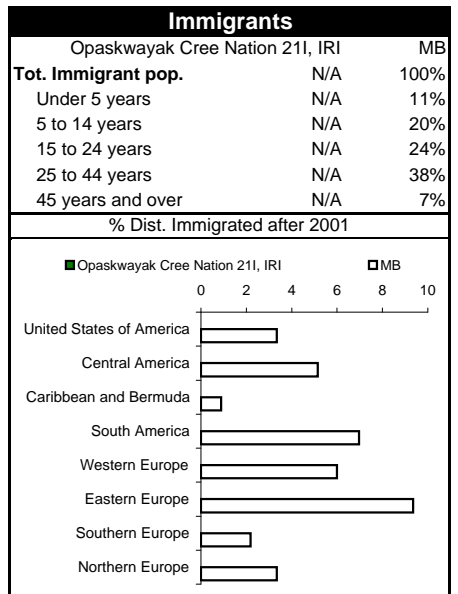 Immigrants
Opaskwayak Cree Nation 21I, IRI MB
Tot. Immigrant pop. N/A 100%
Under 5 years N/A 11%
5 to 14 years N/A 20%
15 to 24 years N/A 24%
25 to 44 years N/A 38%
45 years and over N/A 7%
% Dist. Immigrated after 2001
Opaskwayak Cree Nation 21I, IRI MB
0 2 4 6 8 10
United States of America
Central America
Caribbean and Bermuda
South America
Western Europe
Eastern Europe
Southern Europe
Northern Europe